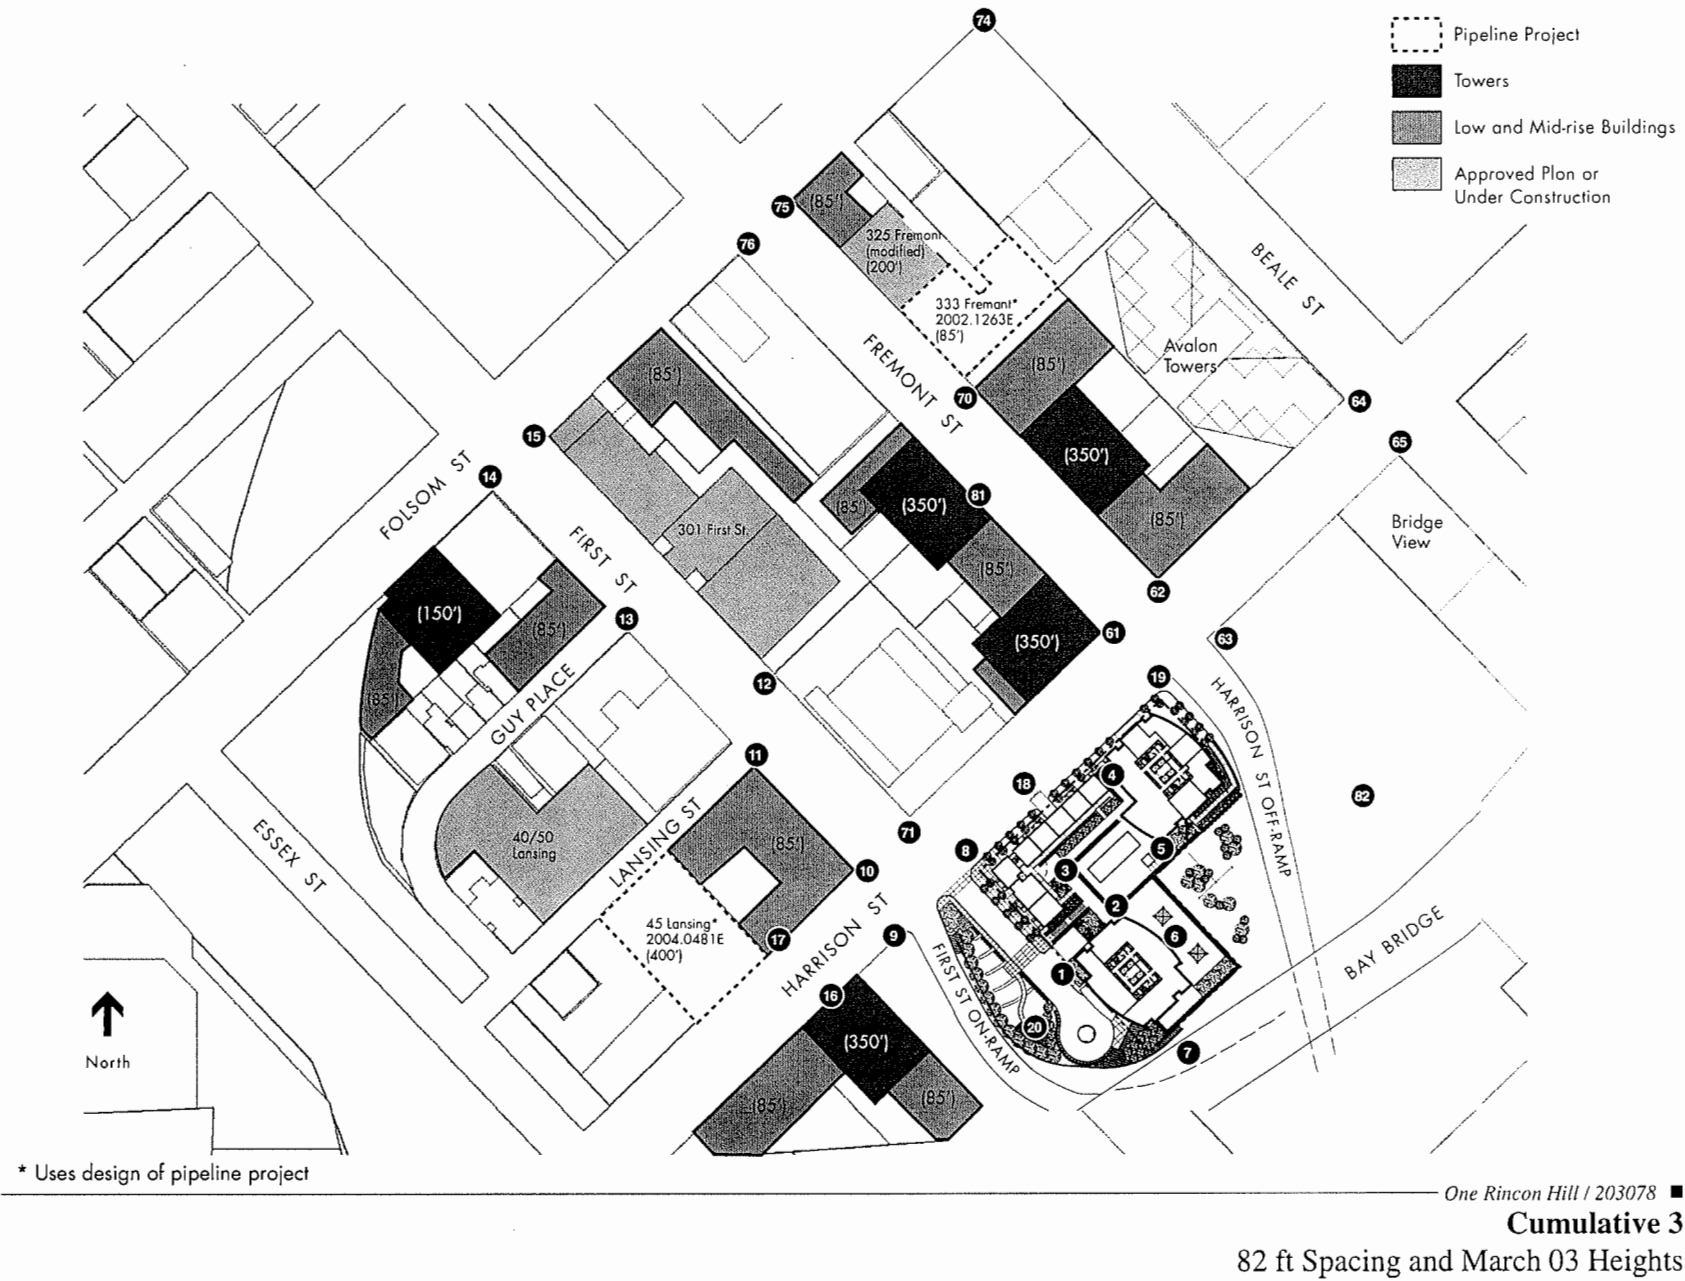 74
Pipeline Project
Towers
Low and Mid-rise Buildings
Approved Plan or
Under Construction
75
(85')
76
325 Fremont
(modified)
(200')
333 Fremont*
2002.1263E
(85')
BEALE ST
Avalon
Towers
FREMONT ST
(85')
70
64
65
(85')
15
14
FOLSOM ST
FIRST ST
301 First St.
(85')
(350')
81
(350')
(85')
Bridge
View
(85')
62
(150')
(85')
13
(350')
61
63
(85')
GUY PLACE
12
19
HARRISON ST OFF-RAMP
11
18
4
82
ESSEX ST
40/50
Lansing
LANSING ST
(85')
71
8
5
10
3
2
45 Lansing*
2004.0481E
(400')
17
HARRISON ST
9
6
BAY BRIDGE
FIRST ST ON-RAMP
1
16
20
7
(350')
North
(85')
(85')
* Uses design of pipeline project
One Rincon Hill / 203078
Cumulative 3
82 ft Spacing and March 03 Heights